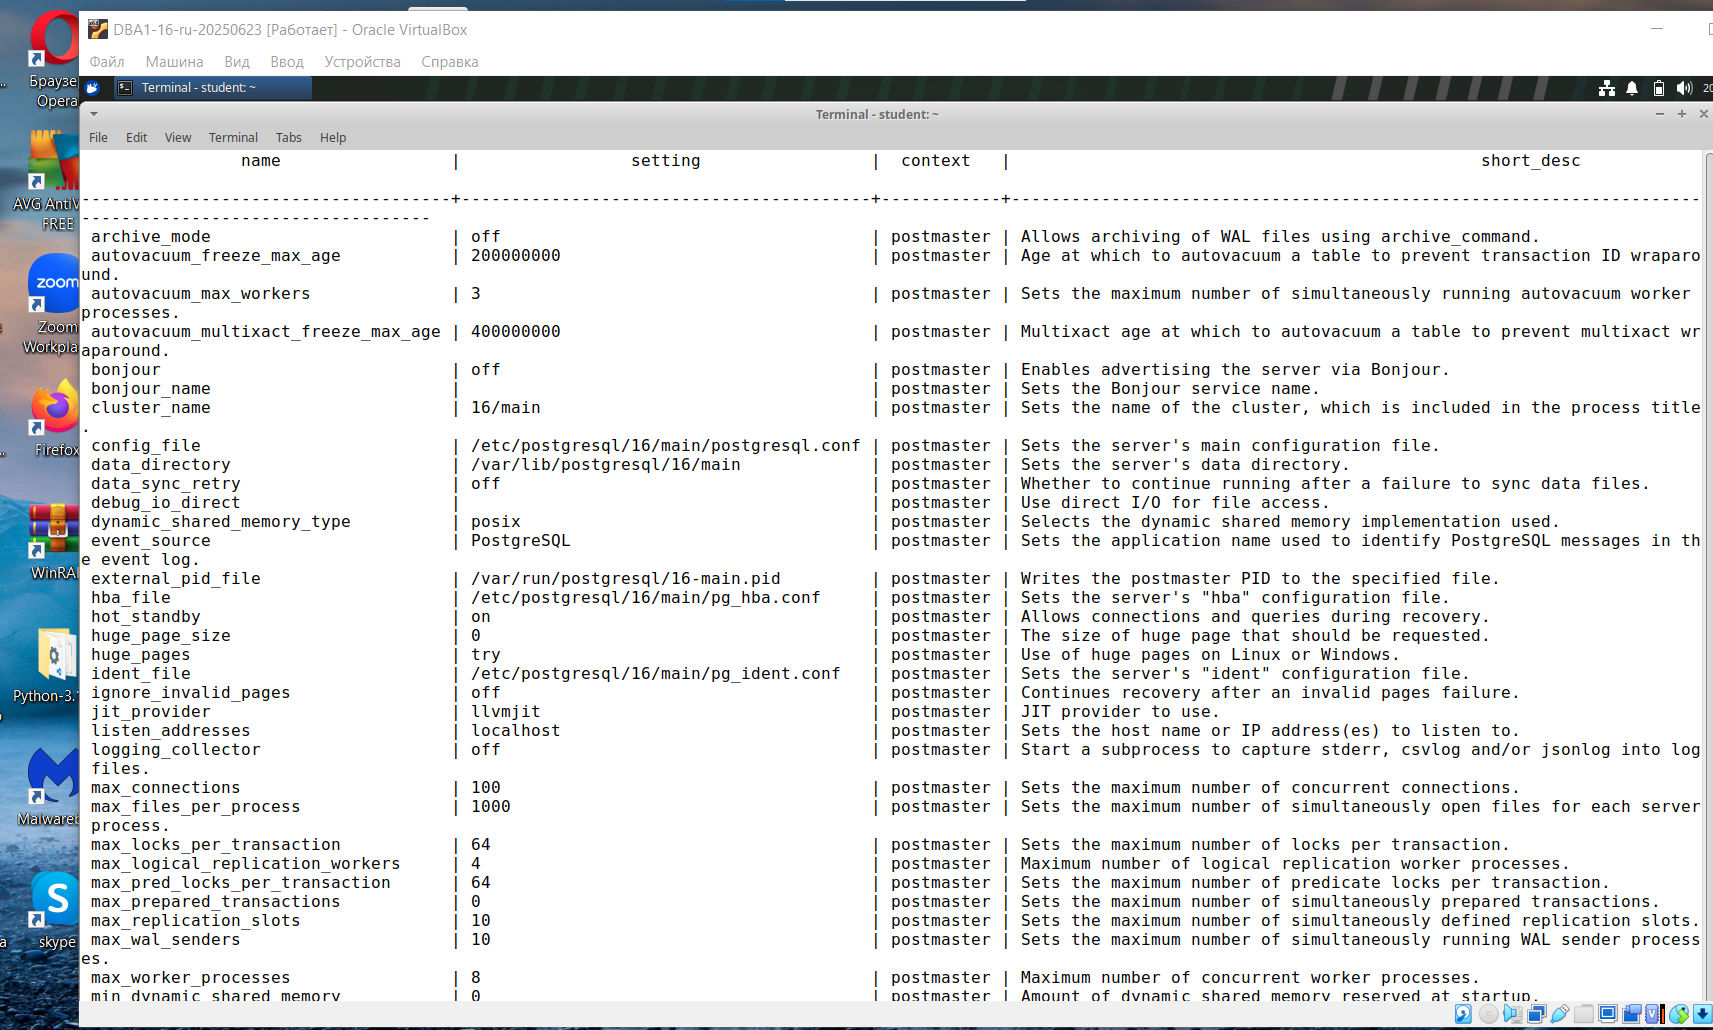 DBA1-16-ru-20250623 [Работает] - Oracle VirtualBox
Файл Машина Вид Ввод Устройства Справка
Terminal - student: ~
Terminal - student: ~
File Edit View Terminal Tabs Help
name | setting | context | short_desc
-------------------------------------+-----------------------------------------+------------+---------------------------------------------------------------------
-----------------------------------
archive_mode | off | postmaster | Allows archiving of WAL files using archive_command.
autovacuum_freeze_max_age | 200000000 | postmaster | Age at which to autovacuum a table to prevent transaction ID wraparo
und.
autovacuum_max_workers | 3 | postmaster | Sets the maximum number of simultaneously running autovacuum worker
processes.
autovacuum_multixact_freeze_max_age | 400000000 | postmaster | Multixact age at which to autovacuum a table to prevent multixact wr
aparound.
bonjour | off | postmaster | Enables advertising the server via Bonjour.
bonjour_name | | postmaster | Sets the Bonjour service name.
cluster_name | 16/main | postmaster | Sets the name of the cluster, which is included in the process title
.
config_file | /etc/postgresql/16/main/postgresql.conf | postmaster | Sets the server's main configuration file.
data_directory | /var/lib/postgresql/16/main | postmaster | Sets the server's data directory.
data_sync_retry | off | postmaster | Whether to continue running after a failure to sync data files.
debug_io_direct | | postmaster | Use direct I/O for file access.
dynamic_shared_memory_type | posix | postmaster | Selects the dynamic shared memory implementation used.
event_source | PostgreSQL | postmaster | Sets the application name used to identify PostgreSQL messages in th
e event log.
external_pid_file | /var/run/postgresql/16-main.pid | postmaster | Writes the postmaster PID to the specified file.
hba_file | /etc/postgresql/16/main/pg_hba.conf | postmaster | Sets the server's "hba" configuration file.
hot_standby | on | postmaster | Allows connections and queries during recovery.
huge_page_size | 0 | postmaster | The size of huge page that should be requested.
huge_pages | try | postmaster | Use of huge pages on Linux or Windows.
ident_file | /etc/postgresql/16/main/pg_ident.conf | postmaster | Sets the server's "ident" configuration file.
ignore_invalid_pages | off | postmaster | Continues recovery after an invalid pages failure.
jit_provider | llvmjit | postmaster | JIT provider to use.
listen_addresses | localhost | postmaster | Sets the host name or IP address(es) to listen to.
logging_collector | off | postmaster | Start a subprocess to capture stderr, csvlog and/or jsonlog into log
files.
max_connections | 100 | postmaster | Sets the maximum number of concurrent connections.
max_files_per_process | 1000 | postmaster | Sets the maximum number of simultaneously open files for each server
process.
max_locks_per_transaction | 64 | postmaster | Sets the maximum number of locks per transaction.
max_logical_replication_workers | 4 | postmaster | Maximum number of logical replication worker processes.
max_pred_locks_per_transaction | 64 | postmaster | Sets the maximum number of predicate locks per transaction.
max_prepared_transactions | 0 | postmaster | Sets the maximum number of simultaneously prepared transactions.
max_replication_slots | 10 | postmaster | Sets the maximum number of simultaneously defined replication slots.
max_wal_senders | 10 | postmaster | Sets the maximum number of simultaneously running WAL sender process
es.
max_worker_processes | 8 | postmaster | Maximum number of concurrent worker processes.
min_dynamic_shared_memory | 0 | postmaster | Amount of dynamic shared memory reserved at startup.
Браузе
Opera
AVG AntiV
FREE
zoom
Zoom
Workpla
Firefox
WinRA
Python-3.1
Malwareb
skype